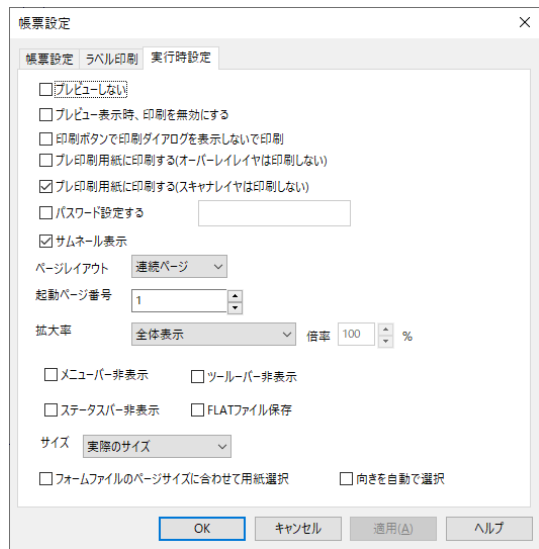 帳票設定
帳票設定 ラベル印刷 実行時設定
プレビューしない
プレビュー表示時、印刷を無効にする
印刷ボタンで印刷ダイアログを表示しないで印刷
プレ印刷用紙に印刷する(オーバーレイレイヤは印刷しない)
プレ印刷用紙に印刷する(スキャナレイヤは印刷しない)
パスワード設定する
サムネール表示
ページレイアウト 連続ページ
起動ページ番号 1
拡大率 全体表示 倍率 100 %
メニューバー非表示 ツールーバー非表示
ステータスバー非表示 FLATファイル保存
サイズ 実際のサイズ
フォームファイルのページサイズに合わせて用紙選択 向きを自動で選択
OK キャンセル 適用(A) ヘルプ